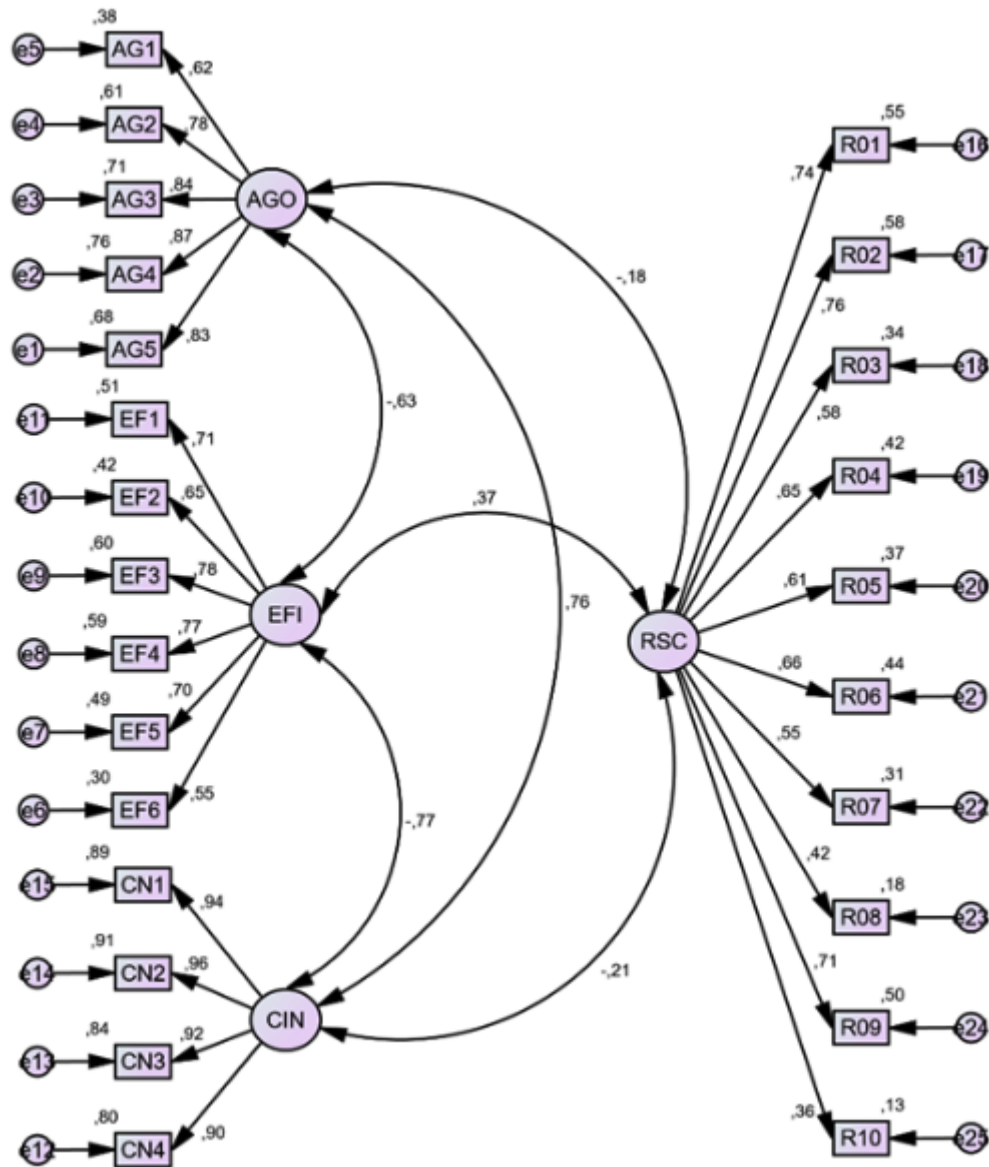 ,38
e5 AG1
,62
,61
e4 AG2
,78
,71
e3 AG3
,84
AGO
,76
e2 AG4
,87
,68
e1 AG5
,83
,51
e11 EF1
,71
,42
e10 EF2
,65
,60
e9 EF3
,78
EFI
,59
e8 EF4
,77
,49
e7 EF5
,70
,30
e6 EF6
,55
,89
e15 CN1
,94
,91
e14 CN2
,96
CIN
,84
e13 CN3
,92
,80
e12 CN4
,90
-,18
-,63
,37
,76
-,77
-,21
RSC
,55
,74 R01 e16
,58
,76 R02 e17
,34
,58 R03 e18
,42
,65 R04 e19
,37
,61 R05 e20
,44
,66 R06 e21
,31
,55 R07 e22
,18
,42 R08 e23
,50
,71 R09 e24
,13
,36 R10 e25